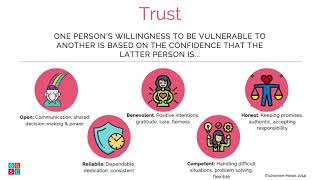 Trust
ONE PERSON'S WILLINGNESS TO BE VULNERABLE TO
ANOTHER IS BASED ON THE CONFIDENCE THAT THE
LATTER PERSON IS...
Open: Communication, shared
decision-making & power
Benevolent: Positive intentions,
gratitude, care, fairness
Honest: Keeping promises,
authentic, accepting
responsibility
Reliable: Dependable,
dedication, consistent
Competent: Handling difficult
situations, problem solving,
flexible
(Tschannen-Moran, 2014)